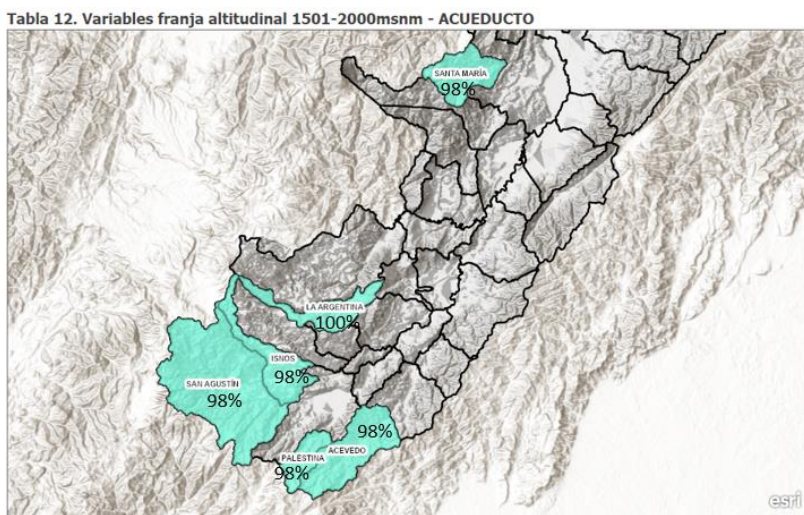 Tabla 12. Variables franja altitudinal 1501-2000msnm - ACUEDUCTO
SANTA MARÍA
98%
LA ARGENTINA
100%
ISNOS
98%
SAN AGUSTÍN
98%
98%
ACEVEDO
PALESTINA
98%
esri